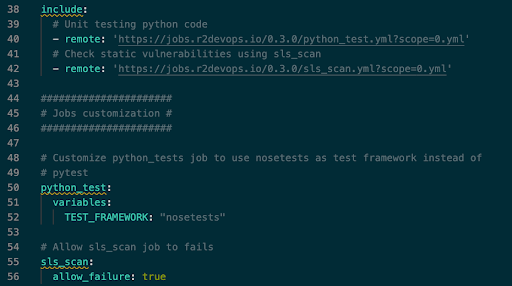 38 include:
39 # Unit testing python code
40 - remote: 'https://jobs.r2devops.io/0.3.0/python_test.yml?scope=0.yml'
41 # Check static vulnerabilities using sls_scan
42 - remote: 'https://jobs.r2devops.io/0.3.0/sls_scan.yml?scope=0.yml'
43
44 ######################
45 # Jobs customization #
46 ######################
47
48 # Customize python_tests job to use nosetests as test framework instead of
49 # pytest
50 python_test:
51 variables:
52 TEST_FRAMEWORK: "nosetests"
53
54 # Allow sls_scan job to fails
55 sls_scan:
56 allow_failure: true